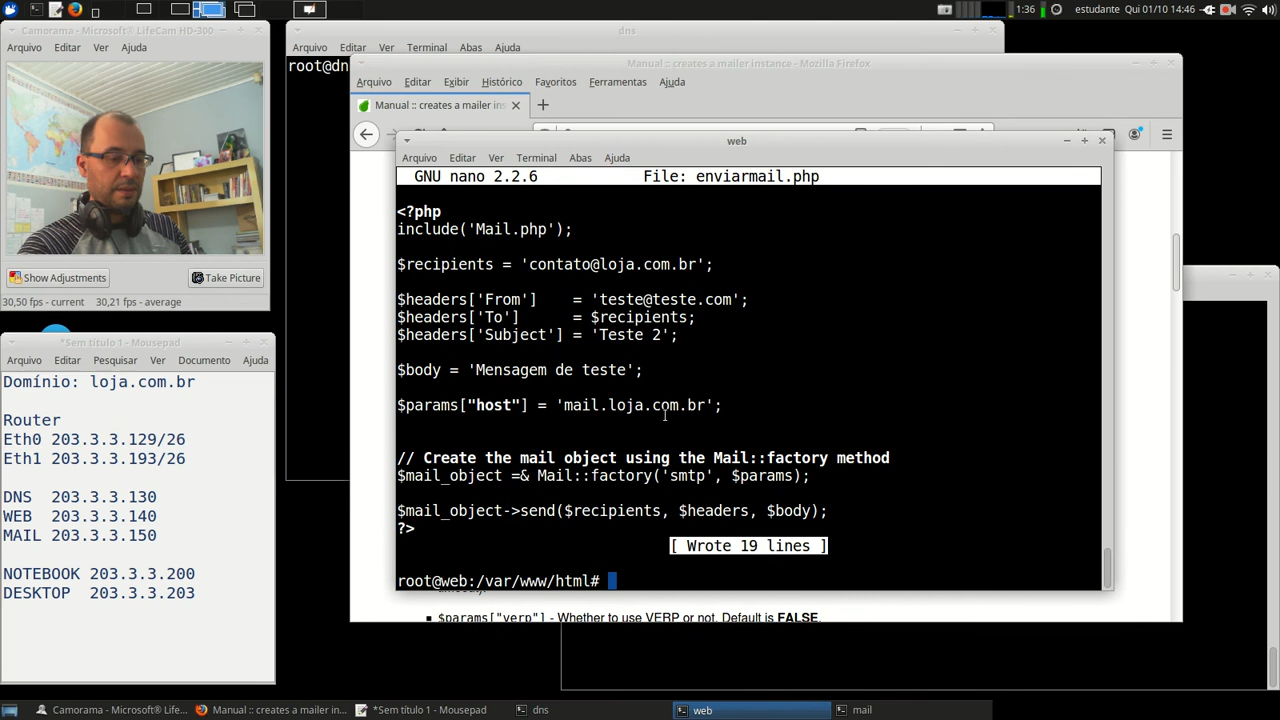 1:36 estudante Qui 01/10 14:46
Camorama - Microsoft® LifeCam HD-300
Arquivo Editar Ver Ajuda
Show Adjustments Take Picture
30,50 fps - current 30,21 fps - average
*Sem título 1 - Mousepad
Arquivo Editar Pesquisar Ver Documento Ajuda
Domínio: loja.com.br
Router
Eth0 203.3.3.129/26
Eth1 203.3.3.193/26
DNS 203.3.3.130
WEB 203.3.3.140
MAIL 203.3.3.150
NOTEBOOK 203.3.3.200
DESKTOP 203.3.3.203
dns
Arquivo Editar Ver Terminal Abas Ajuda
root@dn
Manual :: creates a mailer instance - Mozilla Firefox
Arquivo Editar Exibir Histórico Favoritos Ferramentas Ajuda
Manual :: creates a mailer ins
web
Arquivo Editar Ver Terminal Abas Ajuda
GNU nano 2.2.6 File: enviarmail.php
<?php
include('Mail.php');
$recipients = 'contato@loja.com.br';
$headers['From'] = 'teste@teste.com';
$headers['To'] = $recipients;
$headers['Subject'] = 'Teste 2';
$body = 'Mensagem de teste';
$params["host"] = 'mail.loja.com.br';
// Create the mail object using the Mail::factory method
$mail_object =& Mail::factory('smtp', $params);
$mail_object->send($recipients, $headers, $body);
?>
[ Wrote 19 lines ]
root@web:/var/www/html#
$params["verp"] - Whether to use VERP or not. Default is FALSE.
Camorama - Microsoft® LifeC... Manual :: creates a mailer in... *Sem título 1 - Mousepad dns web mail